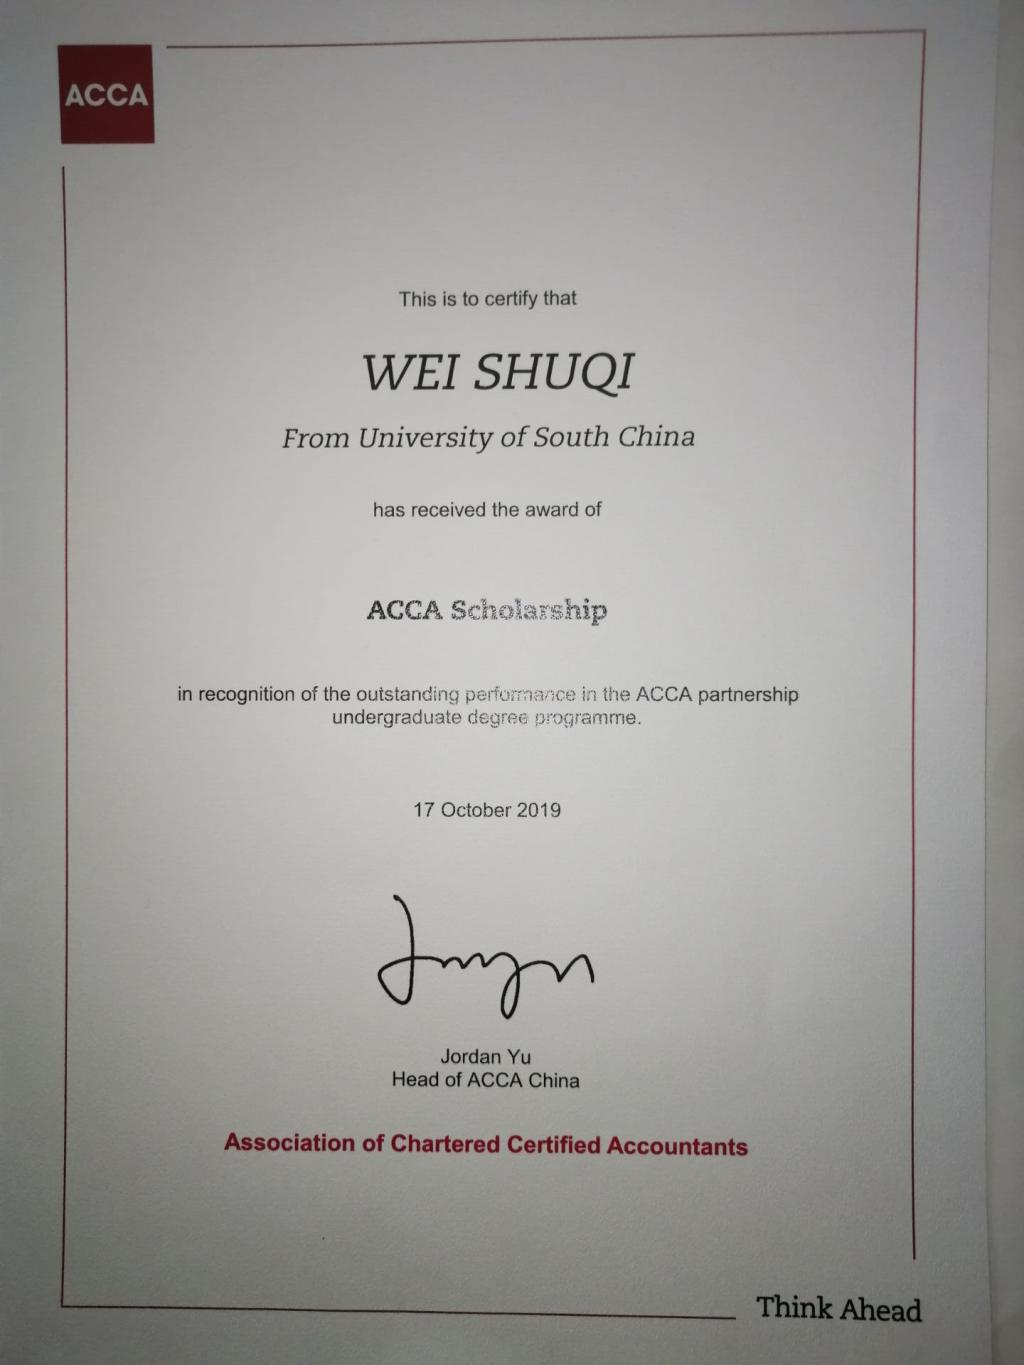 ACCA
This is to certify that
WEI SHUQI
From University of South China
has received the award of
ACCA Scholarship
in recognition of the outstanding performance in the ACCA partnership
undergraduate degree programme.
17 October 2019
Jordan Yu
Head of ACCA China
Association of Chartered Certified Accountants
Think Ahead